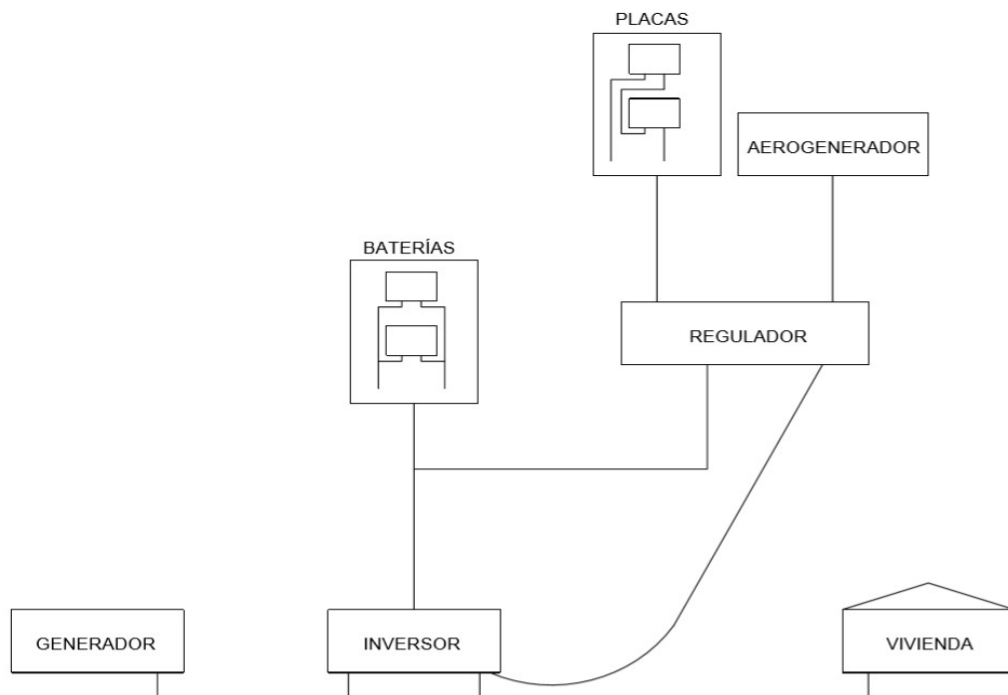 PLACAS
AEROGENERADOR
BATERÍAS
REGULADOR
GENERADOR
INVERSOR
VIVIENDA